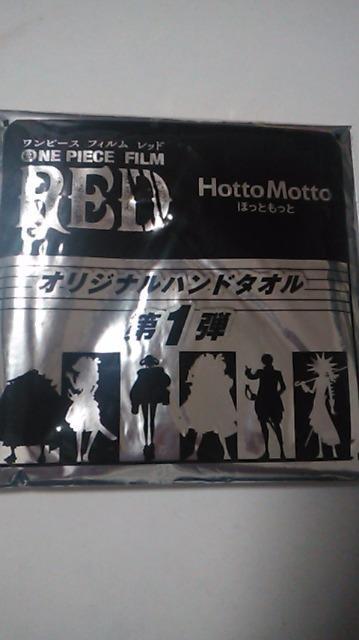 ワンピース フィルム レッド
ONE PIECE FILM
RED
HottoMotto
ほっともっと
オリジナルハンドタオル
第1弾